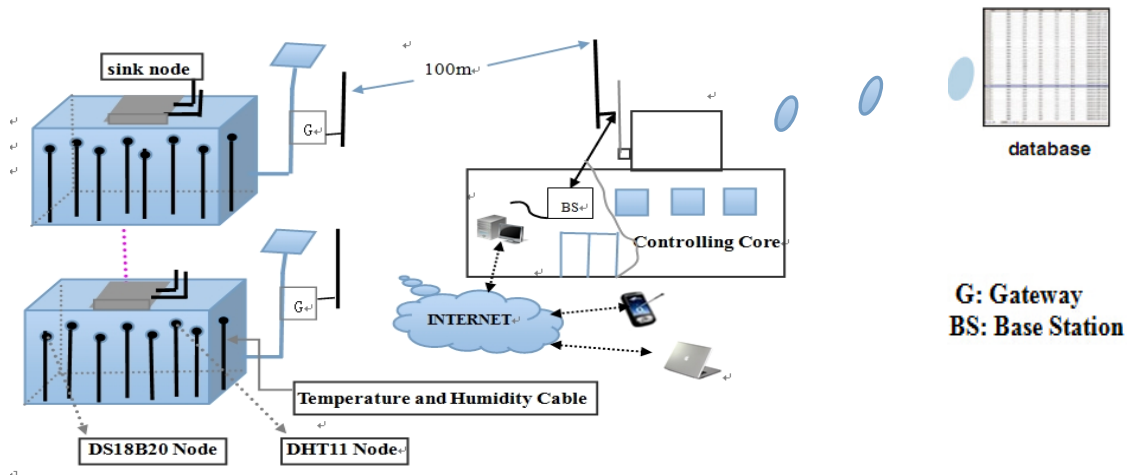 sink node
100m
G
database
BS
Controlling Core
G
INTERNET
G: Gateway
BS: Base Station
Temperature and Humidity Cable
DS18B20 Node
DHT11 Node